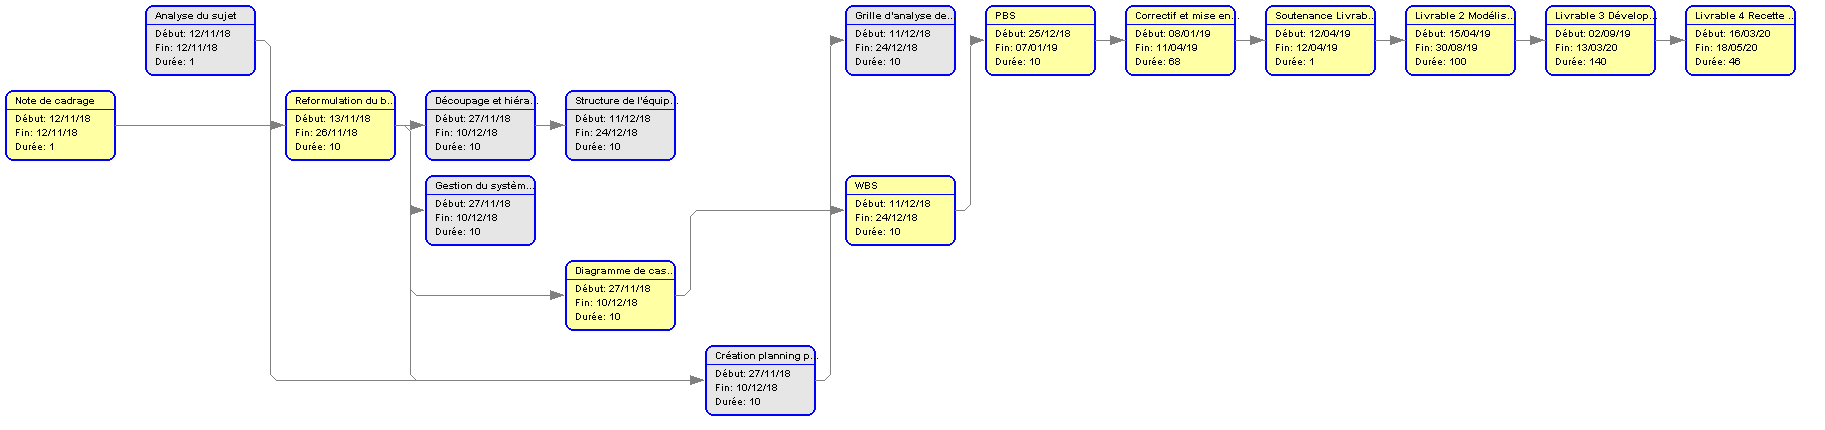 Analyse du sujet
Début: 12/11/18
Fin: 12/11/18
Durée: 1
Grille d'analyse de...
Début: 11/12/18
Fin: 24/12/18
Durée: 10
PBS
Début: 25/12/18
Fin: 07/01/19
Durée: 10
Correctif et mise en...
Début: 08/01/19
Fin: 11/04/19
Durée: 68
Soutenance Livrab...
Début: 12/04/19
Fin: 12/04/19
Durée: 1
Livrable 2 Modélis...
Début: 15/04/19
Fin: 30/08/19
Durée: 100
Livrable 3 Dévelop...
Début: 02/09/19
Fin: 13/03/20
Durée: 140
Livrable 4 Recette ...
Début: 16/03/20
Fin: 18/05/20
Durée: 46
Note de cadrage
Début: 12/11/18
Fin: 12/11/18
Durée: 1
Reformulation du b...
Début: 13/11/18
Fin: 26/11/18
Durée: 10
Découpage et hiéra...
Début: 27/11/18
Fin: 10/12/18
Durée: 10
Structure de l'équip...
Début: 11/12/18
Fin: 24/12/18
Durée: 10
Gestion du systèm...
Début: 27/11/18
Fin: 10/12/18
Durée: 10
WBS
Début: 11/12/18
Fin: 24/12/18
Durée: 10
Diagramme de cas...
Début: 27/11/18
Fin: 10/12/18
Durée: 10
Création planning p...
Début: 27/11/18
Fin: 10/12/18
Durée: 10